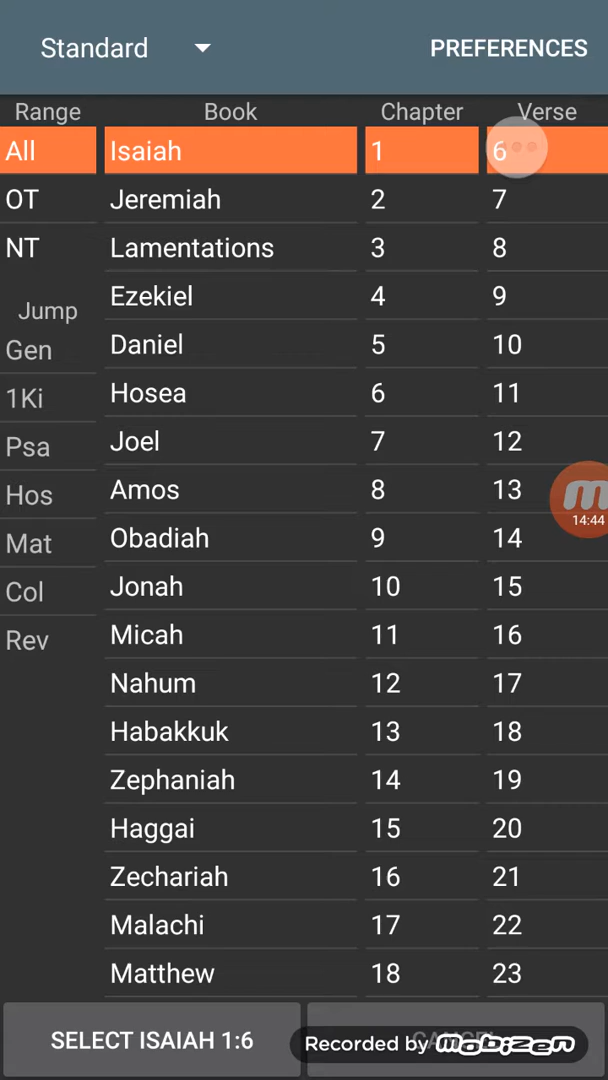 Standard PREFERENCES
Range Book Chapter Verse
All Isaiah 1 6
OT Jeremiah 2 7
NT Lamentations 3 8
Ezekiel 4 9
Jump
Gen Daniel 5 10
1Ki Hosea 6 11
Psa Joel 7 12
Hos Amos 8 13
14:44
Mat Obadiah 9 14
Col Jonah 10 15
Rev Micah 11 16
Nahum 12 17
Habakkuk 13 18
Zephaniah 14 19
Haggai 15 20
Zechariah 16 21
Malachi 17 22
Matthew 18 23
SELECT ISAIAH 1:6 CANCEL
Recorded by mobizen